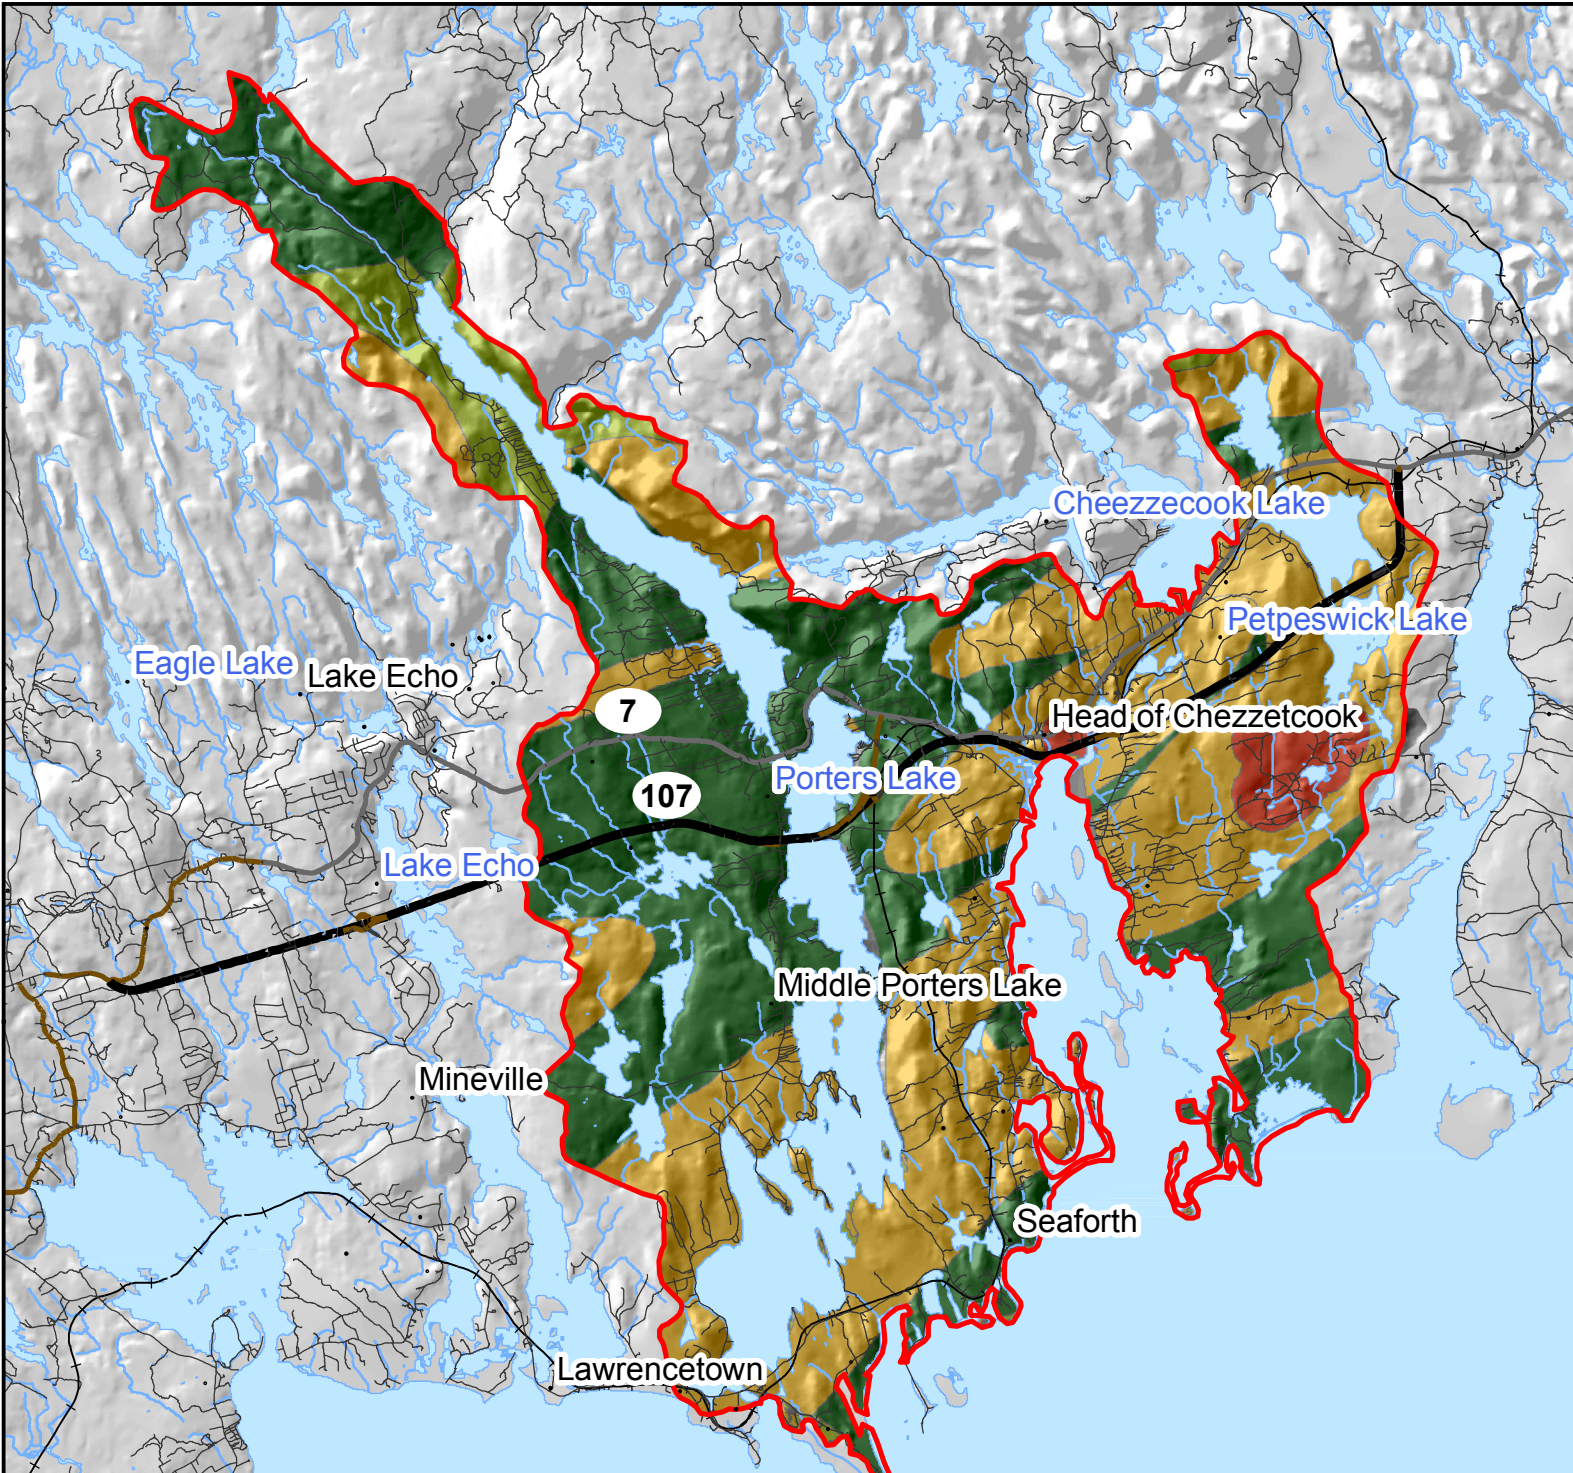 Cheezzecook Lake
Petpeswick Lake
Eagle Lake
Lake Echo
7
Head of Chezzetcook
Porters Lake
107
Lake Echo
Middle Porters Lake
Mineville
Seaforth
Lawrencetown